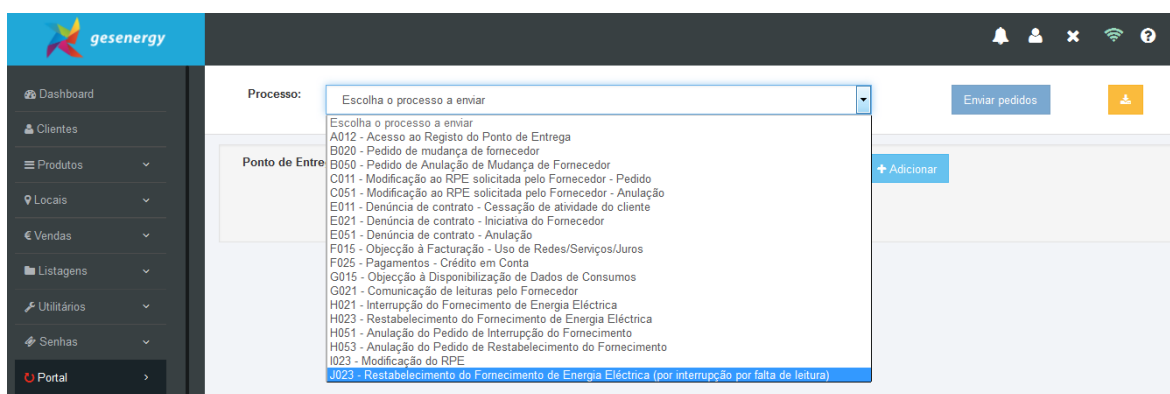 gesenergy
Dashboard
Clientes
Produtos
Locais
€ Vendas
Listagens
Utilitários
Senhas
Portal
Processo:
Escolha o processo a enviar
Enviar pedidos
Escolha o processo a enviar
A012 - Acesso ao Registo do Ponto de Entrega
B020 - Pedido de mudança de fornecedor
B050 - Pedido de Anulação de Mudança de Fornecedor
C011 - Modificação ao RPE solicitada pelo Fornecedor - Pedido
C051 - Modificação ao RPE solicitada pelo Fornecedor - Anulação
E011 - Denúncia de contrato - Cessação de atividade do cliente
E021 - Denúncia de contrato - Iniciativa do Fornecedor
E051 - Denúncia de contrato - Anulação
F015 - Objecção à Facturação - Uso de Redes/Serviços/Juros
F025 - Pagamentos - Crédito em Conta
G015 - Objecção à Disponibilização de Dados de Consumos
G021 - Comunicação de leituras pelo Fornecedor
H021 - Interrupção do Fornecimento de Energia Eléctrica
H023 - Restabelecimento do Fornecimento de Energia Eléctrica
H051 - Anulação do Pedido de Interrupção do Fornecimento
H053 - Anulação do Pedido de Restabelecimento do Fornecimento
I023 - Modificação do RPE
J023 - Restabelecimento do Fornecimento de Energia Eléctrica (por interrupção por falta de leitura)
Ponto de Entre
+ Adicionar